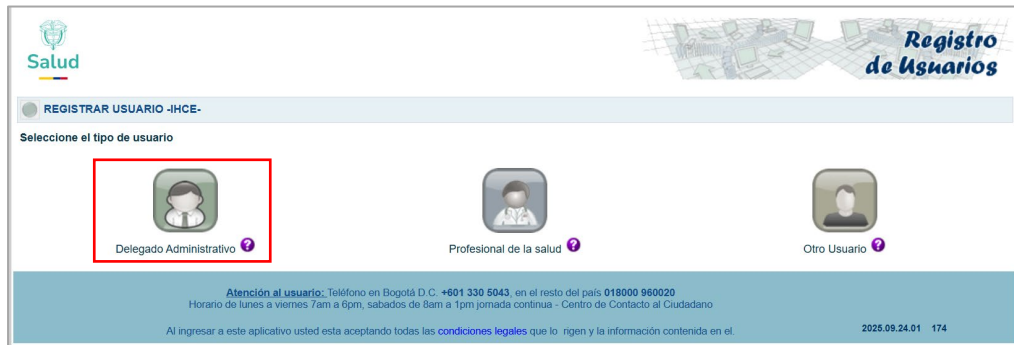 Salud
Registro
de Usuarios
REGISTRAR USUARIO -IHCE-
Seleccione el tipo de usuario
Delegado Administrativo ?
Profesional de la salud ?
Otro Usuario ?
Atención al usuario: Teléfono en Bogotá D.C. +601 330 5043, en el resto del país 018000 960020
Horario de lunes a viernes 7am a 6pm, sabados de 8am a 1pm jornada continua - Centro de Contacto al Ciudadano
Al ingresar a este aplicativo usted esta aceptando todas las condiciones legales que lo rigen y la información contenida en el.
2025.09.24.01 174